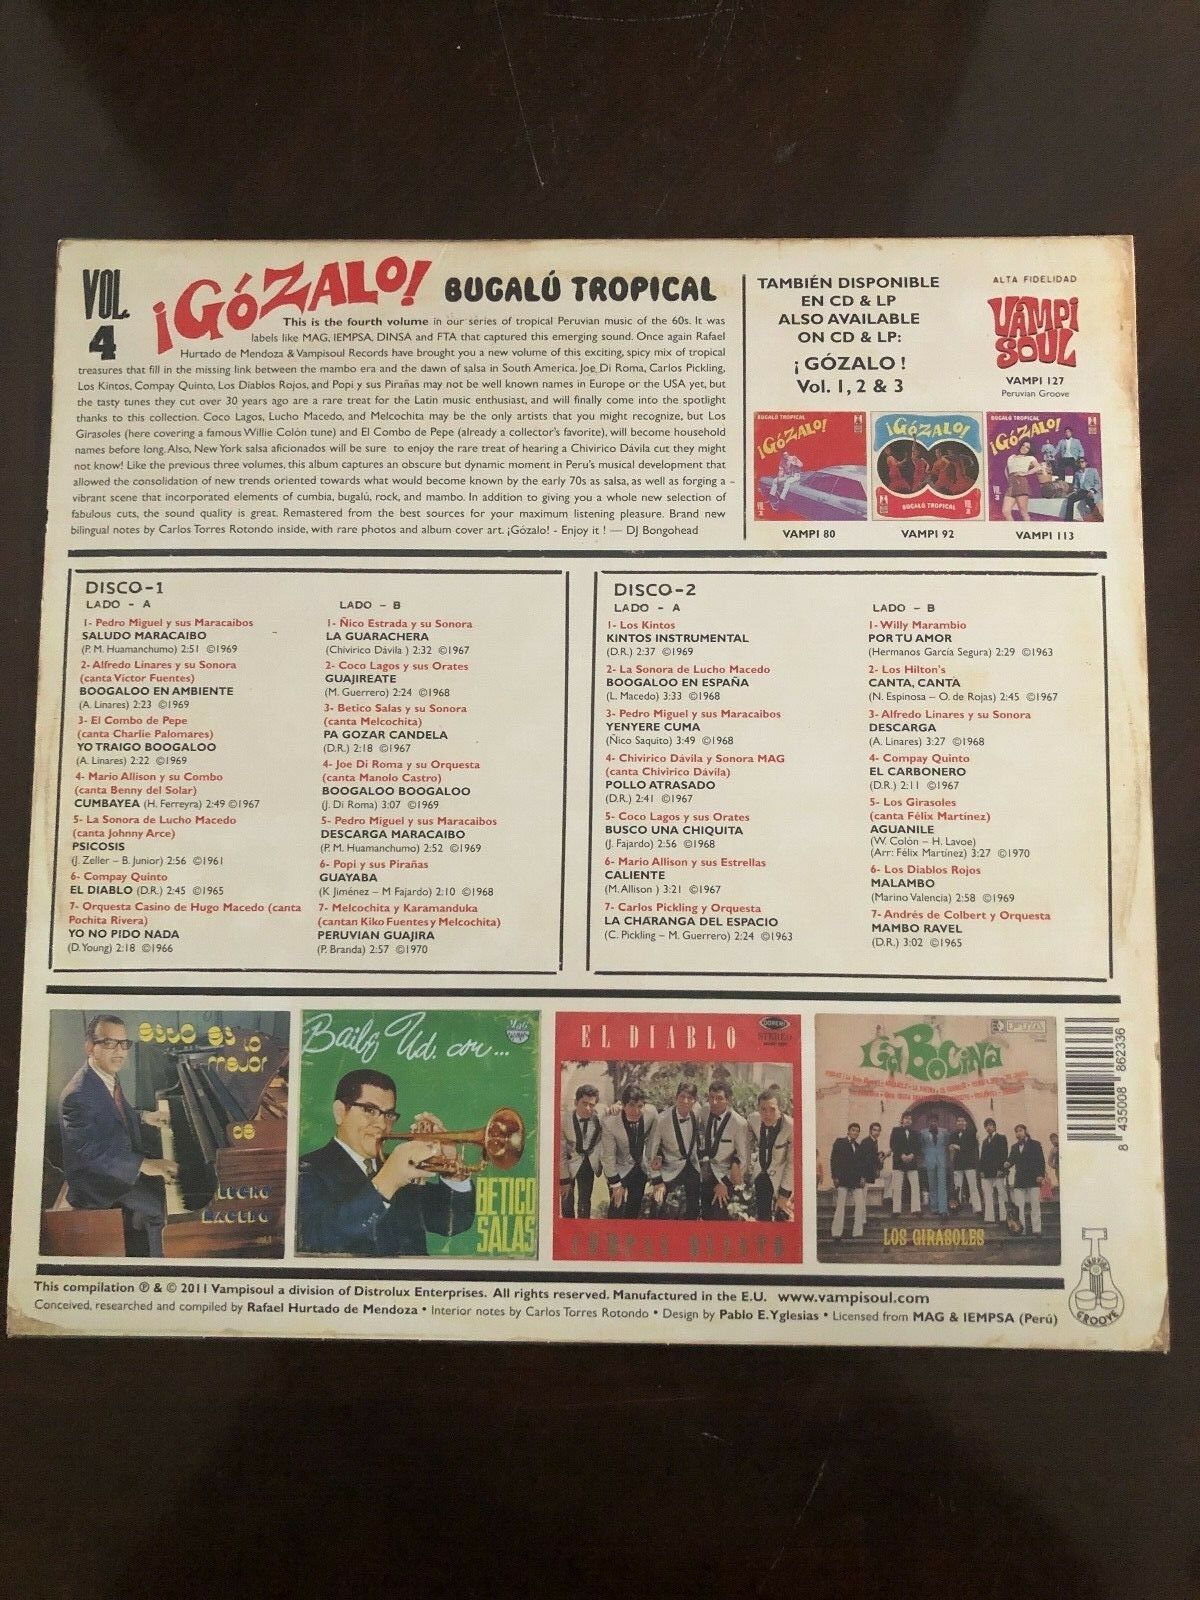 VOL.
4
¡GÓZALO!
BUGALÚ TROPICAL
This is the fourth volume in our series of tropical Peruvian music of the 60s. It was
labels like MAG, IEMPSA, DINSA and FTA that captured this emerging sound. Once again Rafael
Hurtado de Mendoza & Vampisoul Records have brought you a new volume of this exciting, spicy mix of tropical
treasures that fill in the missing link between the mambo era and the dawn of salsa in South America. Joe Di Roma, Carlos Pickling,
Los Kintos, Compay Quinto, Los Diablos Rojos, and Popi y sus Pirañas may not be well known names in Europe or the USA yet, but
the tasty tunes they cut over 30 years ago are a rare treat for the Latin music enthusiast, and will finally come into the spotlight
thanks to this collection. Coco Lagos, Lucho Macedo, and Melcochita may be the only artists that you might recognize, but Los
Girasoles (here covering a famous Willie Colón tune) and El Combo de Pepe (already a collector's favorite), will become household
names before long. Also, New York salsa aficionados will be sure to enjoy the rare treat of hearing a Chivirico Dávila cut they might
not know! Like the previous three volumes, this album captures an obscure but dynamic moment in Peru's musical development that
allowed the consolidation of new trends oriented towards what would become known by the early 70s as salsa, as well as forging a
vibrant scene that incorporated elements of cumbia, bugalú, rock, and mambo. In addition to giving you a whole new selection of
fabulous cuts, the sound quality is great. Remastered from the best sources for your maximum listening pleasure. Brand new
bilingual notes by Carlos Torres Rotondo inside, with rare photos and album cover art. ¡Gózalo! - Enjoy it ! — DJ Bongohead
TAMBIÉN DISPONIBLE
EN CD & LP
ALSO AVAILABLE
ON CD & LP:
¡ GÓZALO !
Vol. 1, 2 & 3
ALTA FIDELIDAD
VAMPI
SOUL
VAMPI 127
Peruvian Groove
BUGALÚ TROPICAL
¡GÓZALO!
¡GÓZALO!
BUGALÚ TROPICAL
BUGALÚ TROPICAL
¡GÓZALO!
VAMPI 80
VAMPI 92
VAMPI 113
DISCO-1
LADO - A
1- Pedro Miguel y sus Maracaibos
SALUDO MARACAIBO
(P. M. Huamanchumo) 2:51 ©1969
2- Alfredo Linares y su Sonora
(canta Victor Fuentes)
BOOGALOO EN AMBIENTE
(A. Linares) 2:23 ©1969
3- El Combo de Pepe
(canta Charlie Palomares)
YO TRAIGO BOOGALOO
(A. Linares) 2:22 ©1969
4- Mario Allison y su Combo
(canta Benny del Solar)
CUMBAYEA (H. Ferreyra) 2:49 ©1967
5- La Sonora de Lucho Macedo
(canta Johnny Arce)
PSICOSIS
(J. Zeller – B. Junior) 2:56 ©1961
6- Compay Quinto
EL DIABLO (D.R.) 2:45 ©1965
7- Orquesta Casino de Hugo Macedo (canta
Pochita Rivera)
YO NO PIDO NADA
(D. Young) 2:18 ©1966
LADO - B
1- Ñico Estrada y su Sonora
LA GUARACHERA
(Chivirico Dávila ) 2:32 ©1967
2- Coco Lagos y sus Orates
GUAJIREATE
(M. Guerrero) 2:24 ©1968
3- Betico Salas y su Sonora
(canta Melcochita)
PA GOZAR CANDELA
(D.R.) 2:18 ©1967
4- Joe Di Roma y su Orquesta
(canta Manolo Castro)
BOOGALOO BOOGALOO
(J. Di Roma) 3:07 ©1969
5- Pedro Miguel y sus Maracaibos
DESCARGA MARACAIBO
(P. M. Huamanchumo) 2:52 ©1969
6- Popi y sus Pirañas
GUAYABA
(K Jiménez – M Fajardo) 2:10 ©1968
7- Melcochita y Karamanduka
(cantan Kiko Fuentes y Melcochita)
PERUVIAN GUAJIRA
(P. Branda) 2:57 ©1970
DISCO-2
LADO - A
1- Los Kintos
KINTOS INSTRUMENTAL
(D.R.) 2:37 ©1969
2- La Sonora de Lucho Macedo
BOOGALOO EN ESPAÑA
(L. Macedo) 3:33 ©1968
3- Pedro Miguel y sus Maracaibos
YENYERE CUMA
(Ñico Saquito) 3:49 ©1968
4- Chivirico Dávila y Sonora MAG
(canta Chivirico Dávila)
POLLO ATRASADO
(D.R.) 2:41 ©1967
5- Coco Lagos y sus Orates
BUSCO UNA CHIQUITA
(J. Fajardo) 2:56 ©1968
6- Mario Allison y sus Estrellas
CALIENTE
(M. Allison ) 3:21 ©1967
7- Carlos Pickling y Orquesta
LA CHARANGA DEL ESPACIO
(C. Pickling – M. Guerrero) 2:24 ©1963
LADO - B
1- Willy Marambio
POR TU AMOR
(Hermanos García Segura) 2:29 ©1963
2- Los Hilton's
CANTA, CANTA
(N. Espinosa – O. de Rojas) 2:45 ©1967
3- Alfredo Linares y su Sonora
DESCARGA
(A. Linares) 3:27 ©1968
4- Compay Quinto
EL CARBONERO
(D.R.) 2:11 ©1967
5- Los Girasoles
(canta Félix Martínez)
AGUANILE
(W. Colón – H. Lavoe)
(Arr: Félix Martínez) 3:27 ©1970
6- Los Diablos Rojos
MALAMBO
(Marino Valencia) 2:58 ©1969
7- Andrés de Colbert y Orquesta
MAMBO RAVEL
(D.R.) 3:02 ©1965
esto es lo
mejor
de
LUCHO
MACEDO
vol.1
Baile Ud. con...
BETICO
SALAS
EL DIABLO
STEREO
COMPAY QUINTO
La Bocina
LOS GIRASOLES
8 435008 862336
This compilation ℗ & © 2011 Vampisoul a division of Distrolux Enterprises. All rights reserved. Manufactured in the E.U. www.vampisoul.com
Conceived, researched and compiled by Rafael Hurtado de Mendoza • Interior notes by Carlos Torres Rotondo • Design by Pablo E. Yglesias • Licensed from MAG & IEMPSA (Perú)
PERUVIAN
GROOVE